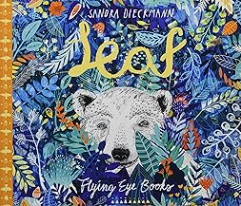 SANDRA DIECKMANN
Leaf
Flying Eye Books